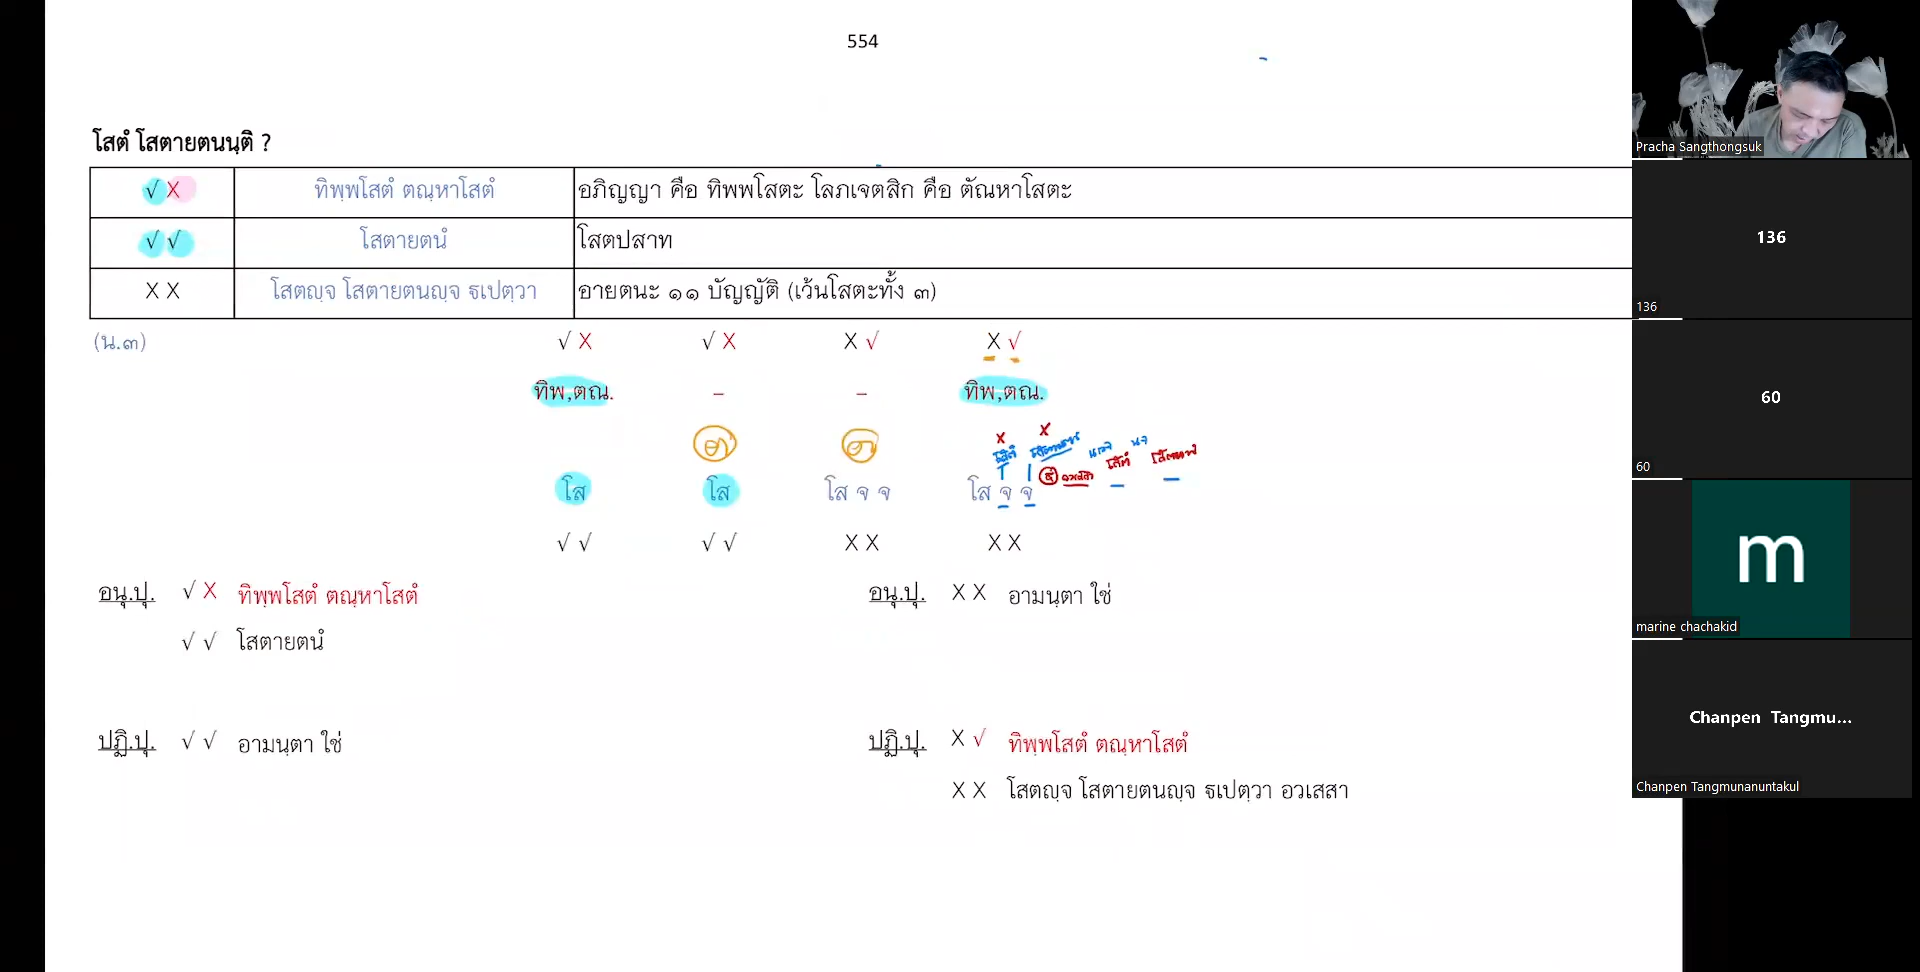 554
โสตํ โสตายตนนฺติ ?
√ X ทิพฺพโสตํ ตณฺหาโสตํ อภิญญา คือ ทิพพโสตะ โลภเจตสิก คือ ตัณหาโสตะ
√ √ โสตายตนํ โสตปสาท
X X โสตญฺจ โสตายตนญฺจ ฐเปตฺวา อายตนะ ๑๑ บัญญัติ (เว้นโสตะทั้ง ๓)
(น.๓) √ X √ X X √ X √
ทิพ,ตณ. – – ทิพ,ตณ.
X X
โสตํ
โสตํ
โส โส โส จ จ โส จ จ
√ √ √ √ X X X X
อนุ.ปุ. √ X ทิพฺพโสตํ ตณฺหาโสตํ
√ √ โสตายตนํ
ปฏิ.ปุ. √ √ อามนฺตา ใช่
อนุ.ปุ. X X อามนฺตา ใช่
ปฏิ.ปุ. X √ ทิพฺพโสตํ ตณฺหาโสตํ
X X โสตญฺจ โสตายตนญฺจ ฐเปตฺวา อวเสสา
Pracha Sangthongsuk
136
136
60
60
m
marine chachakid
Chanpen Tangmu...
Chanpen Tangmunanuntakul